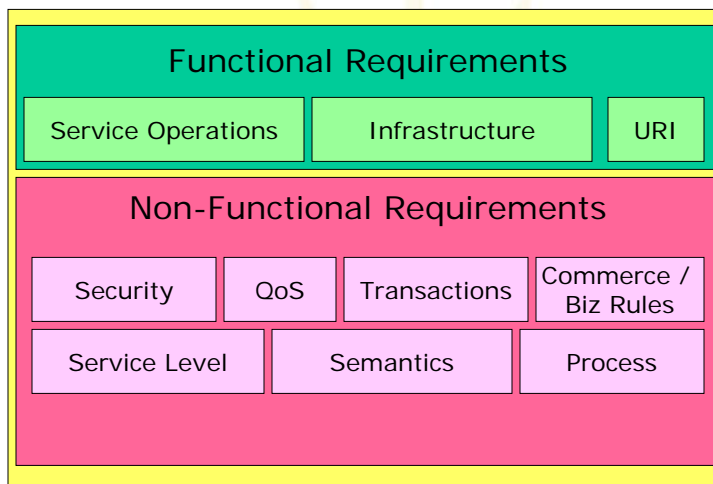 Functional Requirements
Service Operations
Infrastructure
URI
Non-Functional Requirements
Security
QoS
Transactions
Commerce /
Biz Rules
Service Level
Semantics
Process